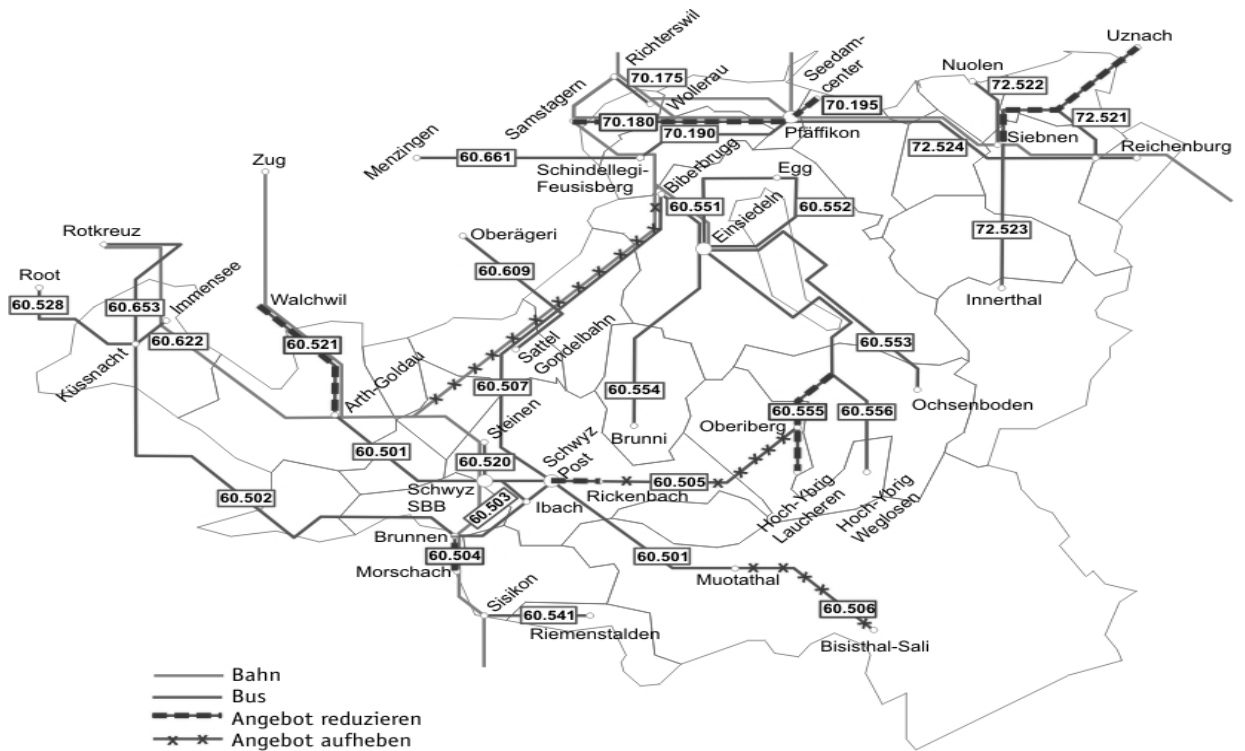 Uznach
Richterswil
Seedam-
center
Nuolen
70.175
72.522
Wollerau
70.195
Samstagern
70.180
72.521
70.190
Pfäffikon
Siebnen
Menzingen
60.661
72.524
Reichenburg
Zug
Schindellegi-
Feusisberg
Biberbrugg
Egg
60.551
60.552
Einsiedeln
72.523
Rotkreuz
Oberägeri
Root
60.609
60.528
60.653
Immensee
Walchwil
Innerthal
60.622
60.521
Sattel
Gondelbahn
60.553
Küssnacht
Arth-Goldau
60.507
60.554
Ochsenboden
60.555
60.556
Steinen
Brunni
Oberiberg
60.501
60.520
Schwyz
Post
60.505
Schwyz
SBB
60.502
Rickenbach
60.503
Ibach
Hoch-Ybrig
Laucheren
Hoch-Ybrig
Weglosen
Brunnen
60.504
60.501
Morschach
Muotathal
Sisikon
60.541
60.506
Riemenstalden
Bisisthal-Sali
Bahn
Bus
Angebot reduzieren
Angebot aufheben